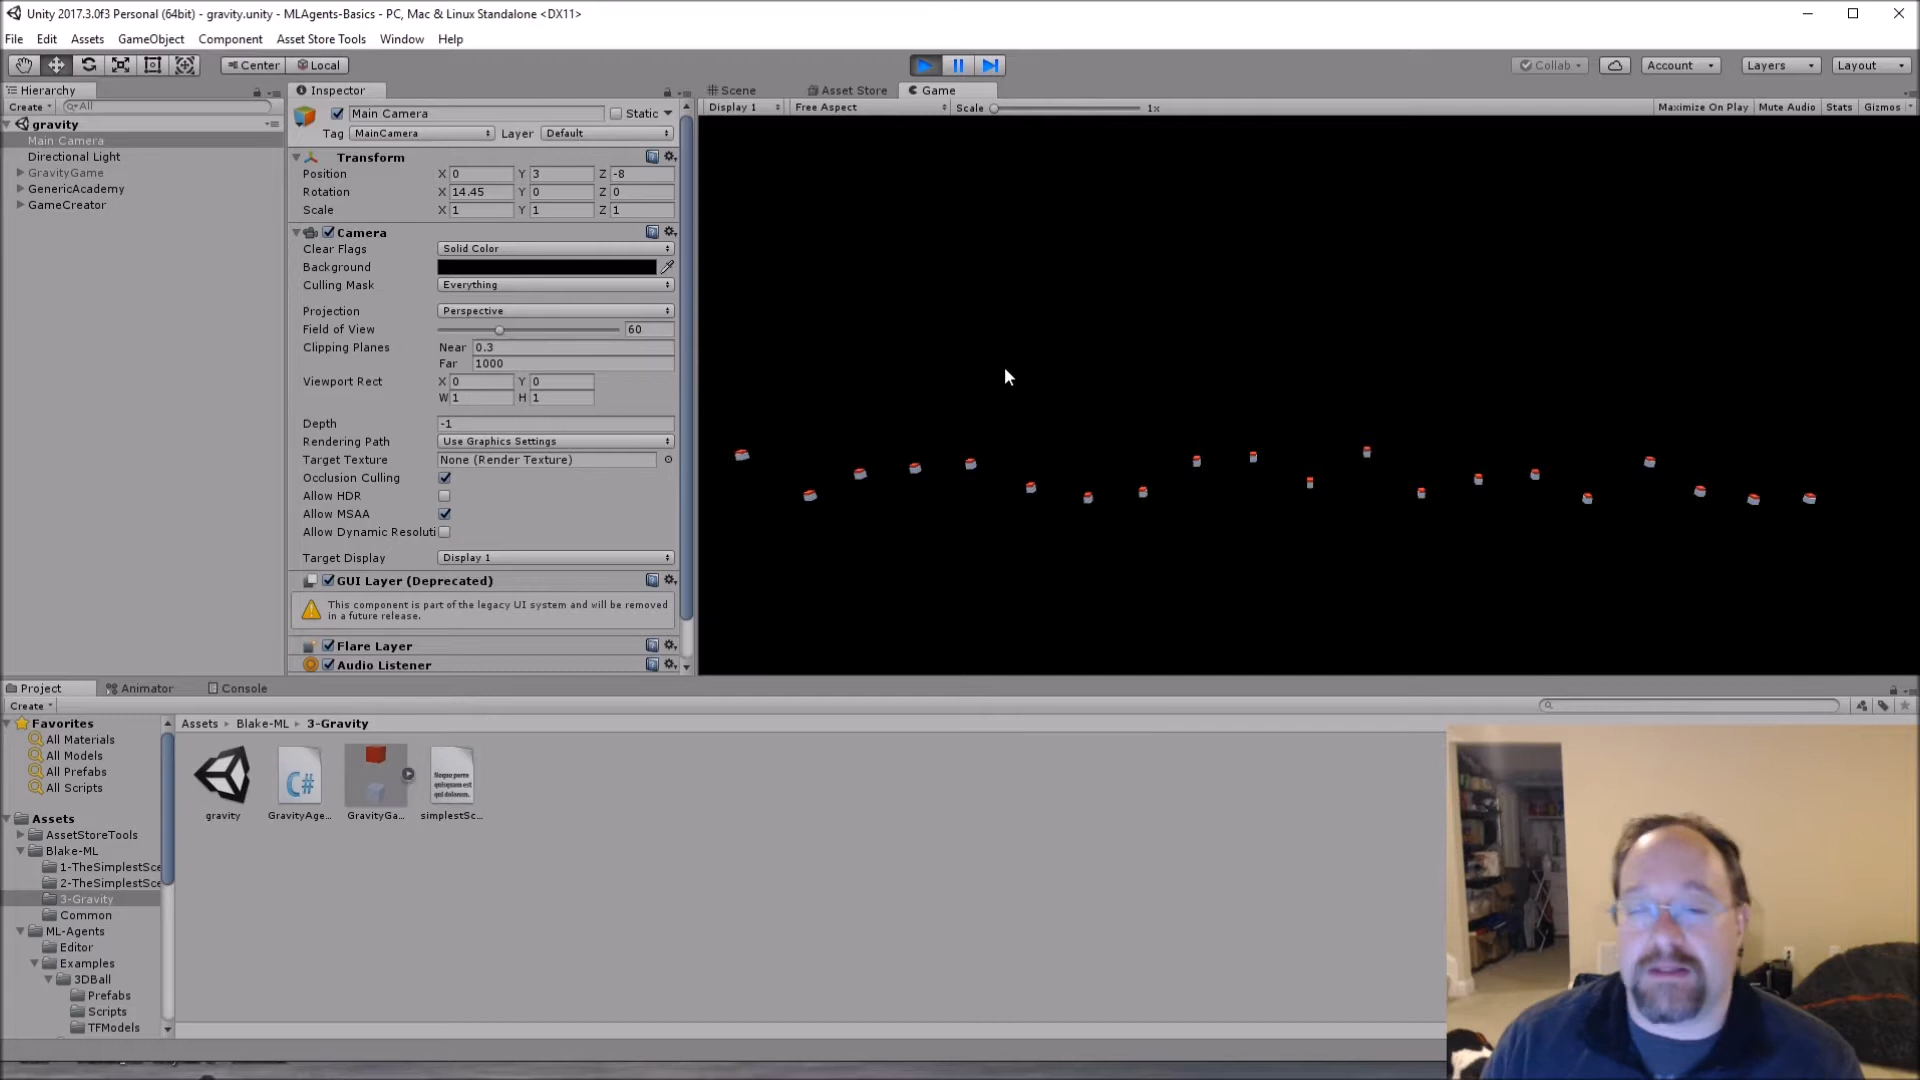 Unity 2017.3.0f3 Personal (64bit) - gravity.unity - MLAgents-Basics - PC, Mac & Linux Standalone <DX11>
File Edit Assets GameObject Component Asset Store Tools Window Help
Center Local Collab Account Layers Layout
Hierarchy
Create All
gravity
Main Camera
Directional Light
GravityGame
GenericAcademy
GameCreator
Inspector
Main Camera Static
Tag MainCamera Layer Default
Transform
Position X 0 Y 3 Z -8
Rotation X 14.45 Y 0 Z 0
Scale X 1 Y 1 Z 1
Camera
Clear Flags Solid Color
Background
Culling Mask Everything
Projection Perspective
Field of View 60
Clipping Planes Near 0.3
Far 1000
Viewport Rect X 0 Y 0
W 1 H 1
Depth -1
Rendering Path Use Graphics Settings
Target Texture None (Render Texture)
Occlusion Culling
Allow HDR
Allow MSAA
Allow Dynamic Resoluti
Target Display Display 1
GUI Layer (Deprecated)
This component is part of the legacy UI system and will be removed
in a future release.
Flare Layer
Audio Listener
Scene Asset Store Game
Display 1 Free Aspect Scale 1x Maximize On Play Mute Audio Stats Gizmos
Project Animator Console
Create
Favorites
All Materials
All Models
All Prefabs
All Scripts
Assets
AssetStoreTools
Blake-ML
1-TheSimplestSce
2-TheSimplestSce
3-Gravity
Common
ML-Agents
Editor
Examples
3DBall
Prefabs
Scripts
TFModels
Assets Blake-ML 3-Gravity
C#
Neque porro
quisquam est
qui dolorem.
gravity GravityAge... GravityGa... simplestSc...